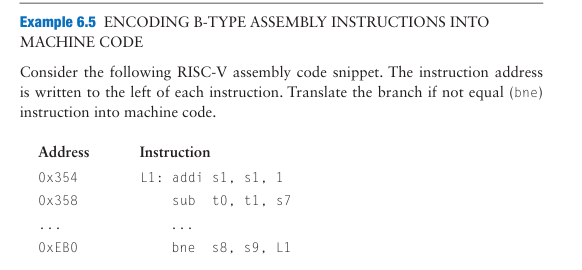 Example 6.5 ENCODING B-TYPE ASSEMBLY INSTRUCTIONS INTO
MACHINE CODE
Consider the following RISC-V assembly code snippet. The instruction address
is written to the left of each instruction. Translate the branch if not equal (bne)
instruction into machine code.
Address Instruction
0x354 L1: addi s1, s1, 1
0x358 sub t0, t1, s7
... ...
0xEB0 bne s8, s9, L1